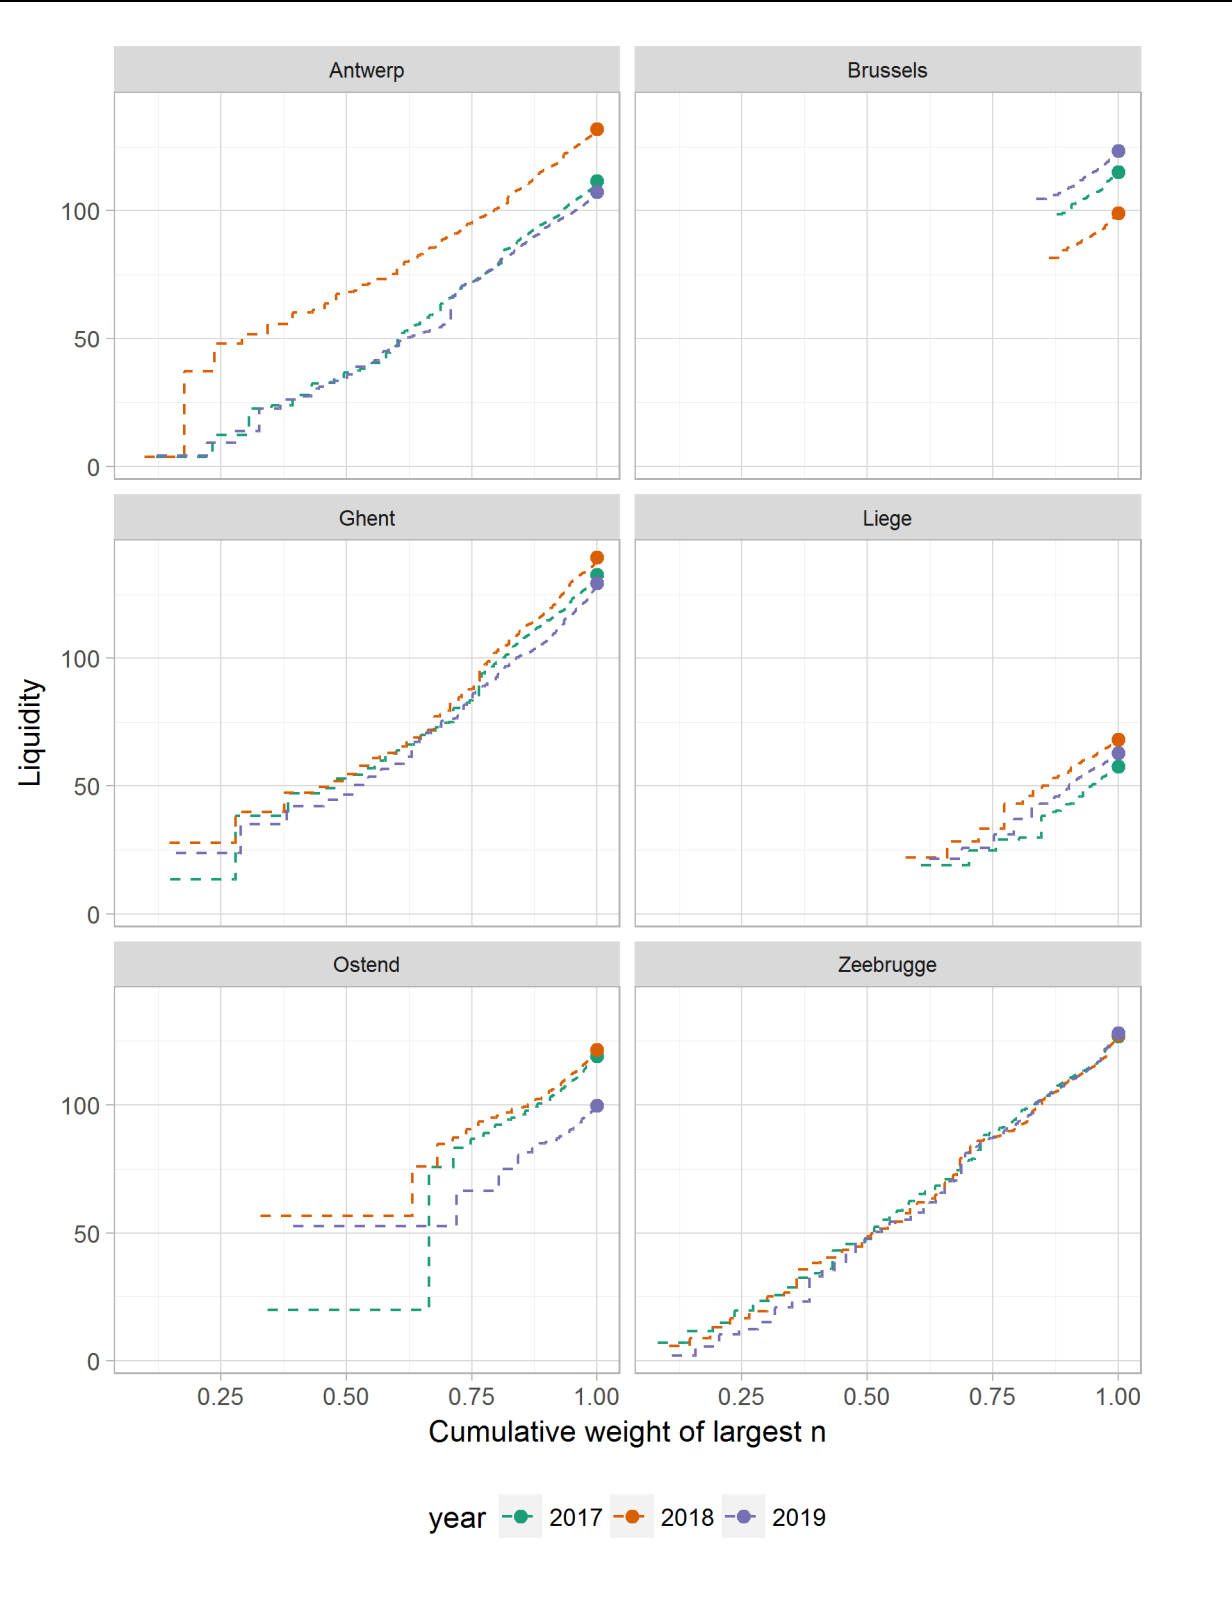 Antwerp Brussels
100
50
0
Ghent Liege
100
50
0
Liquidity
Ostend Zeebrugge
100
50
0
0.25 0.50 0.75 1.00 0.25 0.50 0.75 1.00
Cumulative weight of largest n
year 2017 2018 2019